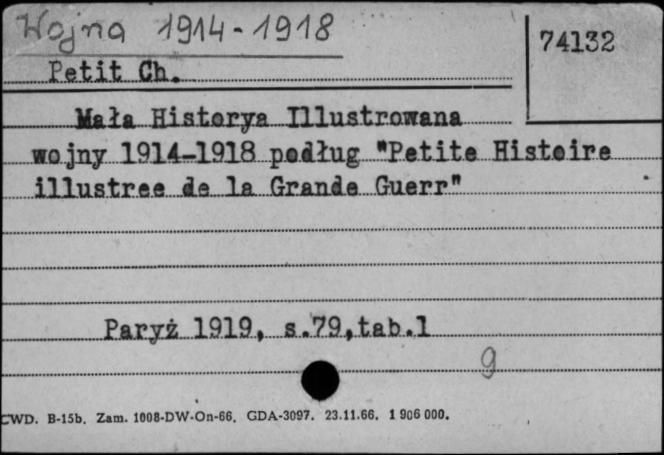 Wojna 1914-1918
74132
Petit Ch.
Mała Historya Illustrowana
wojny 1914-1918 podług "Petite Histoire
illustree de la Grande Guerr"
Paryż 1919, s.79,tab.1
9
CWD. B-15b. Zam. 1008-DW-On-66. GDA-3097. 23.11.66. 1 906 000.